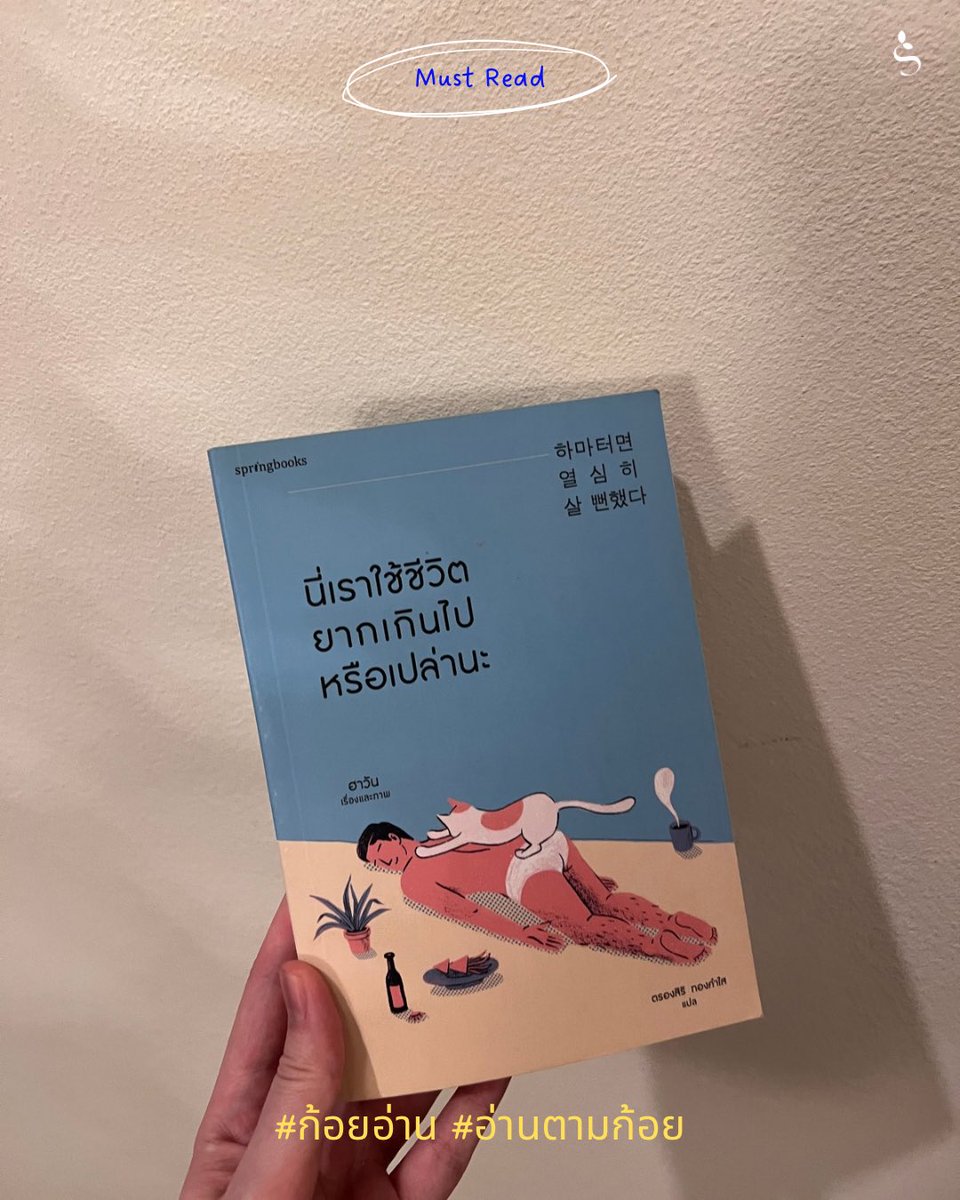 Must Read
springbooks
하마터면
열 심 히
살 뻔했다
นี่เราใช้ชีวิต
ยากเกินไป
หรือเปล่านะ
ฮาวัน
เรื่องและภาพ
ตรองสิริ ทองคำใส
แปล
#ก้อยอ่าน #อ่านตามก้อย